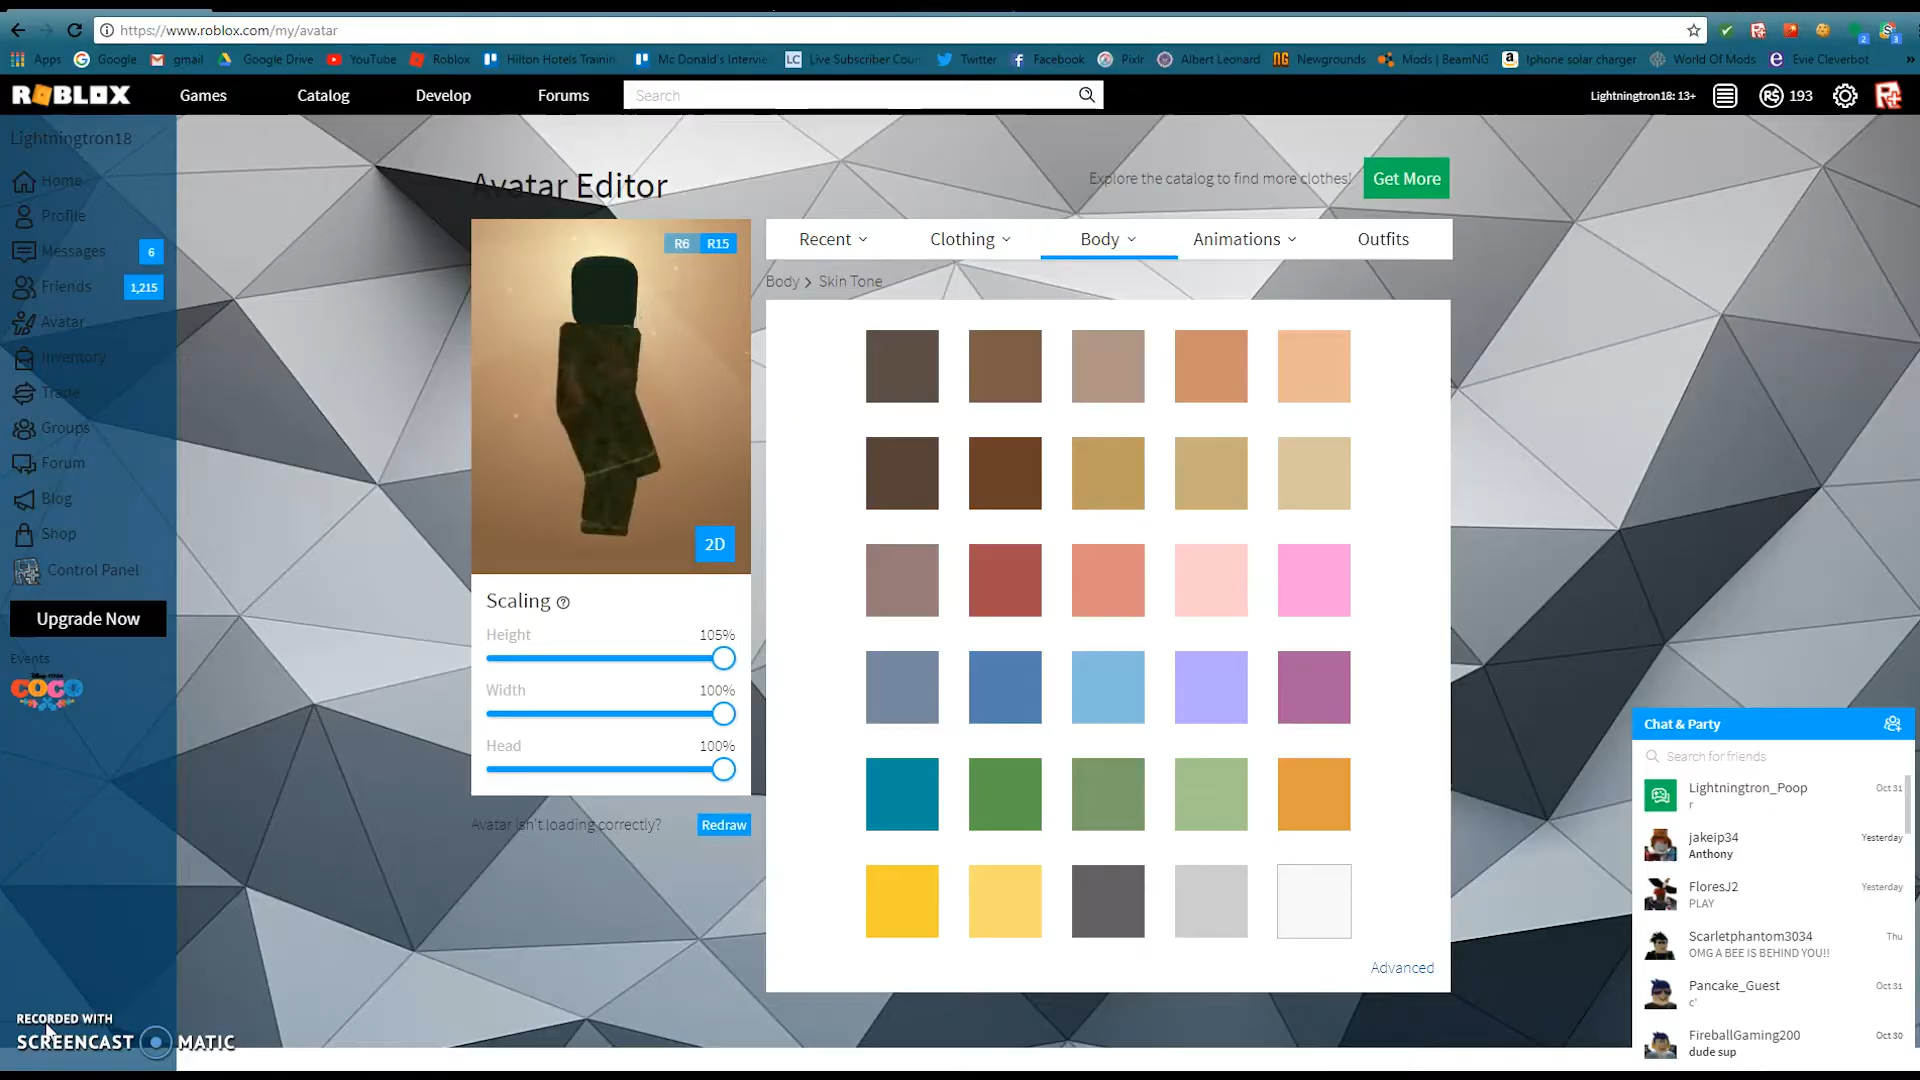 https://www.roblox.com/my/avatar
Apps
Google
gmail
Google Drive
YouTube
Roblox
Hilton Hotels Trainin
Mc Donald's Intervie
LC
Live Subscriber Coun
Twitter
Facebook
Pixlr
Albert Leonard
NG
Newgrounds
Mods | BeamNG
Iphone solar charger
World Of Mods
Evie Cleverbot
»
2
3
ROBLOX
Games
Catalog
Develop
Forums
Search
Lightningtron18: 13+
R$ 193
Lightningtron18
Home
Profile
Messages 6
Friends 1,215
Avatar
Inventory
Trade
Groups
Forum
Blog
Shop
Control Panel
Upgrade Now
Events
COCO
Avatar Editor
Explore the catalog to find more clothes!
Get More
R6 R15
2D
Recent
Clothing
Body
Animations
Outfits
Body > Skin Tone
Scaling
Height 105%
Width 100%
Head 100%
Avatar isn't loading correctly?
Redraw
Advanced
Chat & Party
Search for friends
Lightningtron_Poop Oct 31
r
jakeip34 Yesterday
Anthony
FloresJ2 Yesterday
PLAY
Scarletphantom3034 Thu
OMG A BEE IS BEHIND YOU!!
Pancake_Guest Oct 31
c'
FireballGaming200 Oct 30
dude sup
RECORDED WITH
SCREENCAST MATIC